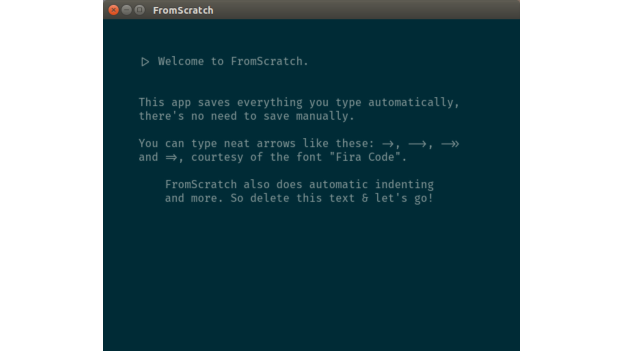 FromScratch
▷ Welcome to FromScratch.
This app saves everything you type automatically,
there's no need to save manually.
You can type neat arrows like these: ->, -->, ->>
and =>, courtesy of the font "Fira Code".
FromScratch also does automatic indenting
and more. So delete this text & let's go!